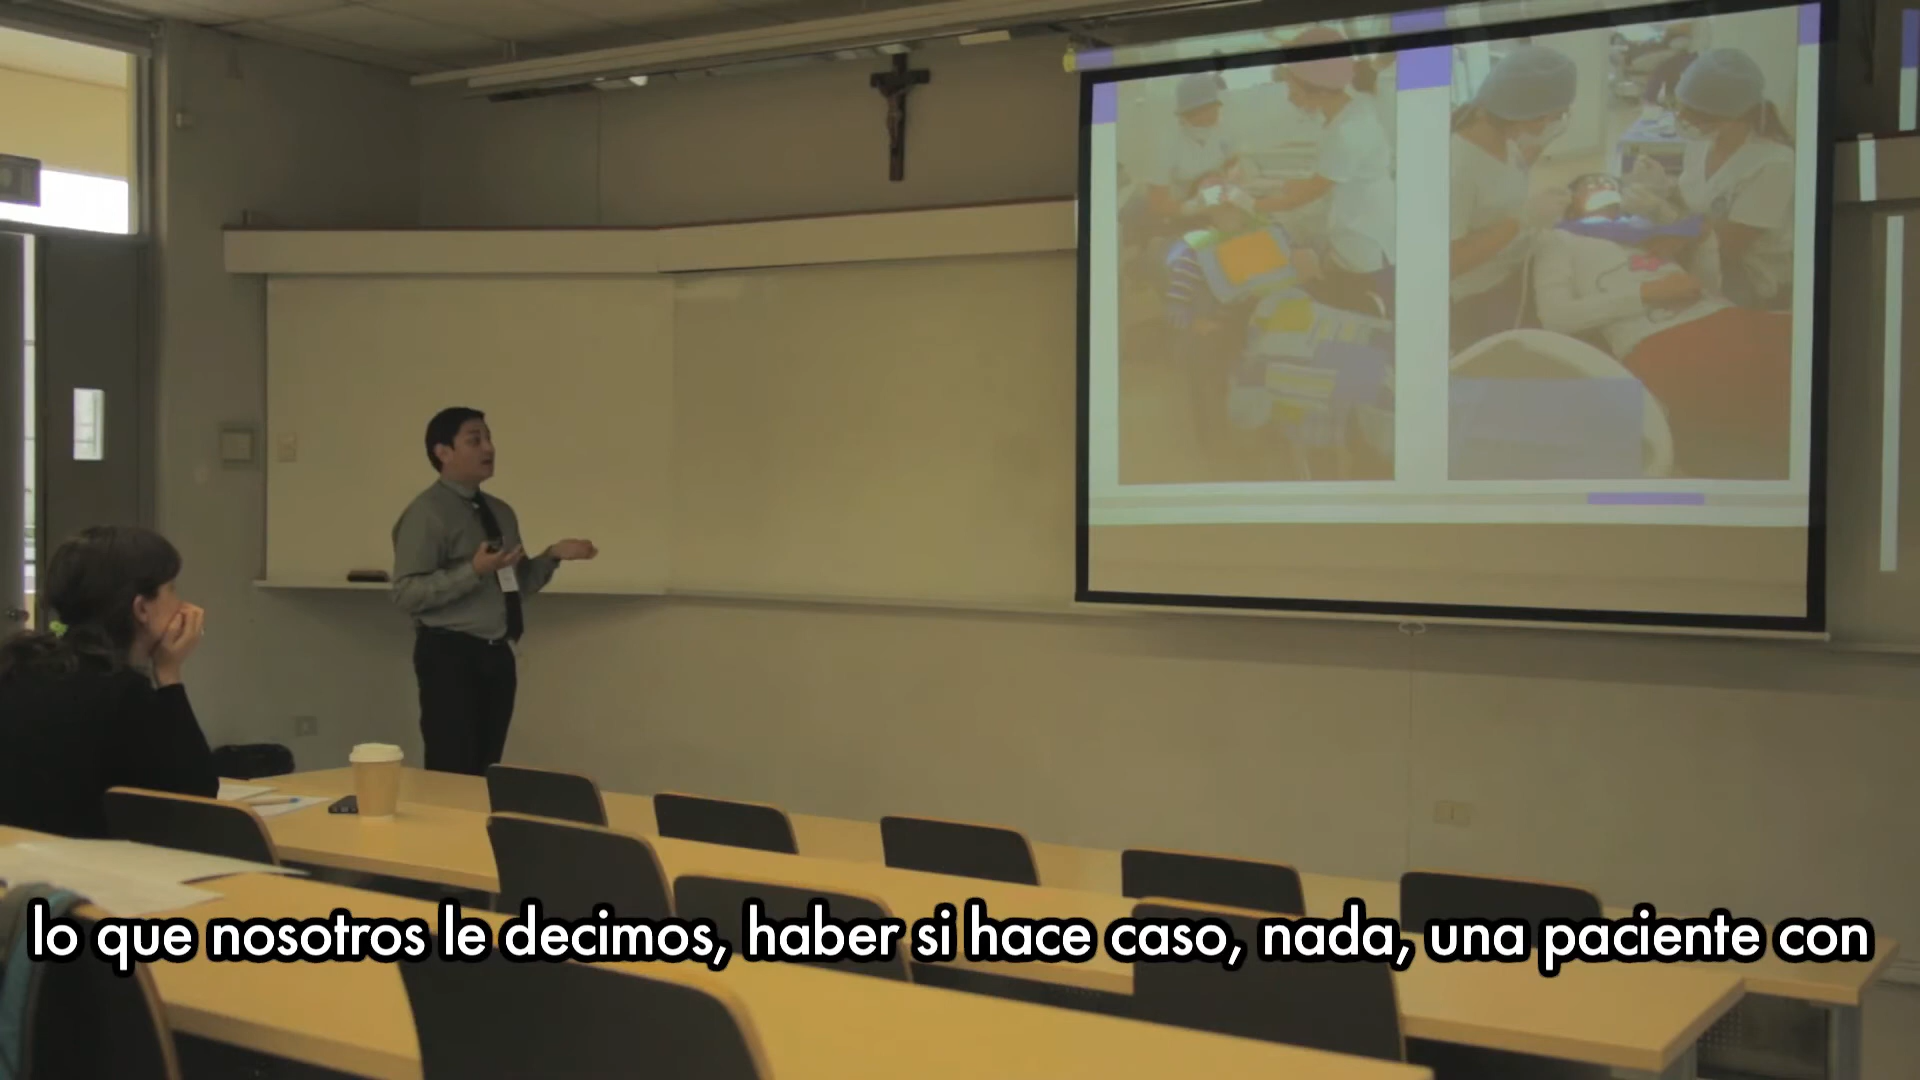 lo que nosotros le decimos, haber si hace caso, nada, una paciente con